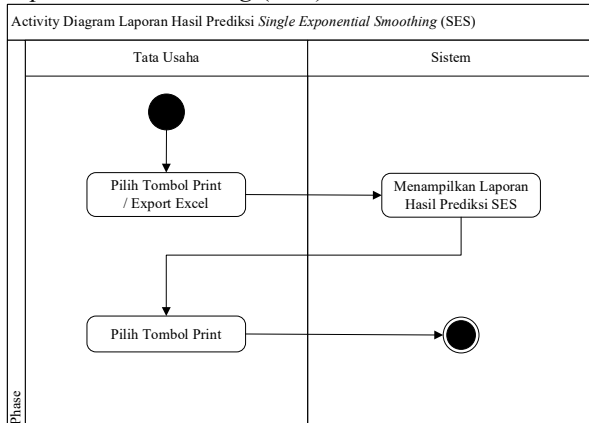 Activity Diagram Laporan Hasil Prediksi Single Exponential Smoothing (SES)
Tata Usaha
Sistem
Pilih Tombol Print
/ Export Excel
Menampilkan Laporan
Hasil Prediksi SES
Pilih Tombol Print
Phase